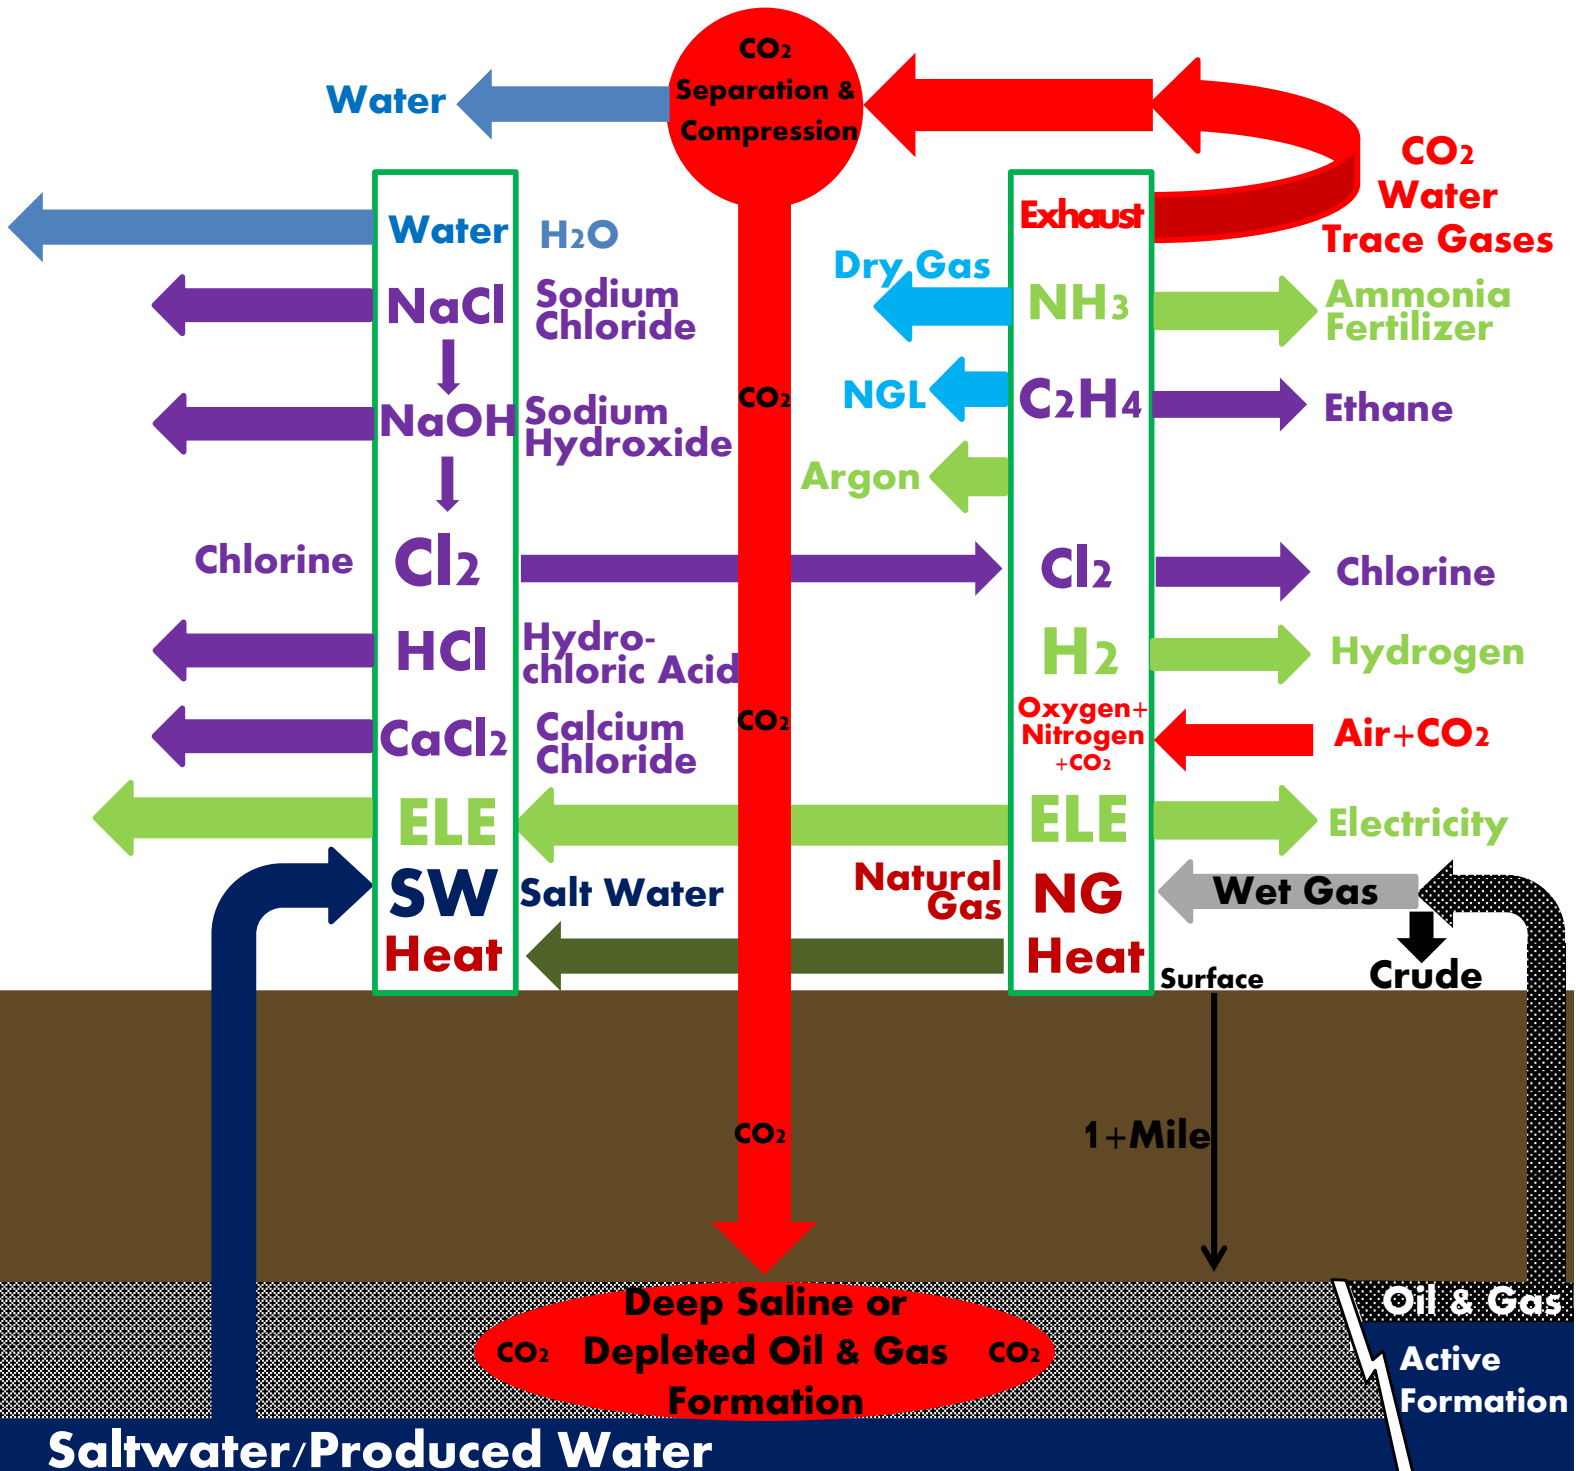 CO2
Separation &
Compression
Water
CO2
Water
Trace Gases
Water
H2O
Exhaust
Dry Gas
NaCl
Sodium
Chloride
NH3
Ammonia
Fertilizer
NGL
CO2
C2H4
Ethane
NaOH
Sodium
Hydroxide
Argon
Chlorine
Cl2
Cl2
Chlorine
HCl
Hydro-
chloric Acid
H2
Hydrogen
CaCl2
Calcium
Chloride
CO2
Oxygen+
Nitrogen
+CO2
Air+CO2
ELE
ELE
Electricity
SW
Salt Water
Natural
Gas
NG
Wet Gas
Heat
Heat
Surface
Crude
CO2
1+Mile
Deep Saline or
CO2 Depleted Oil & Gas CO2
Formation
Oil & Gas
Active
Formation
Saltwater/Produced Water